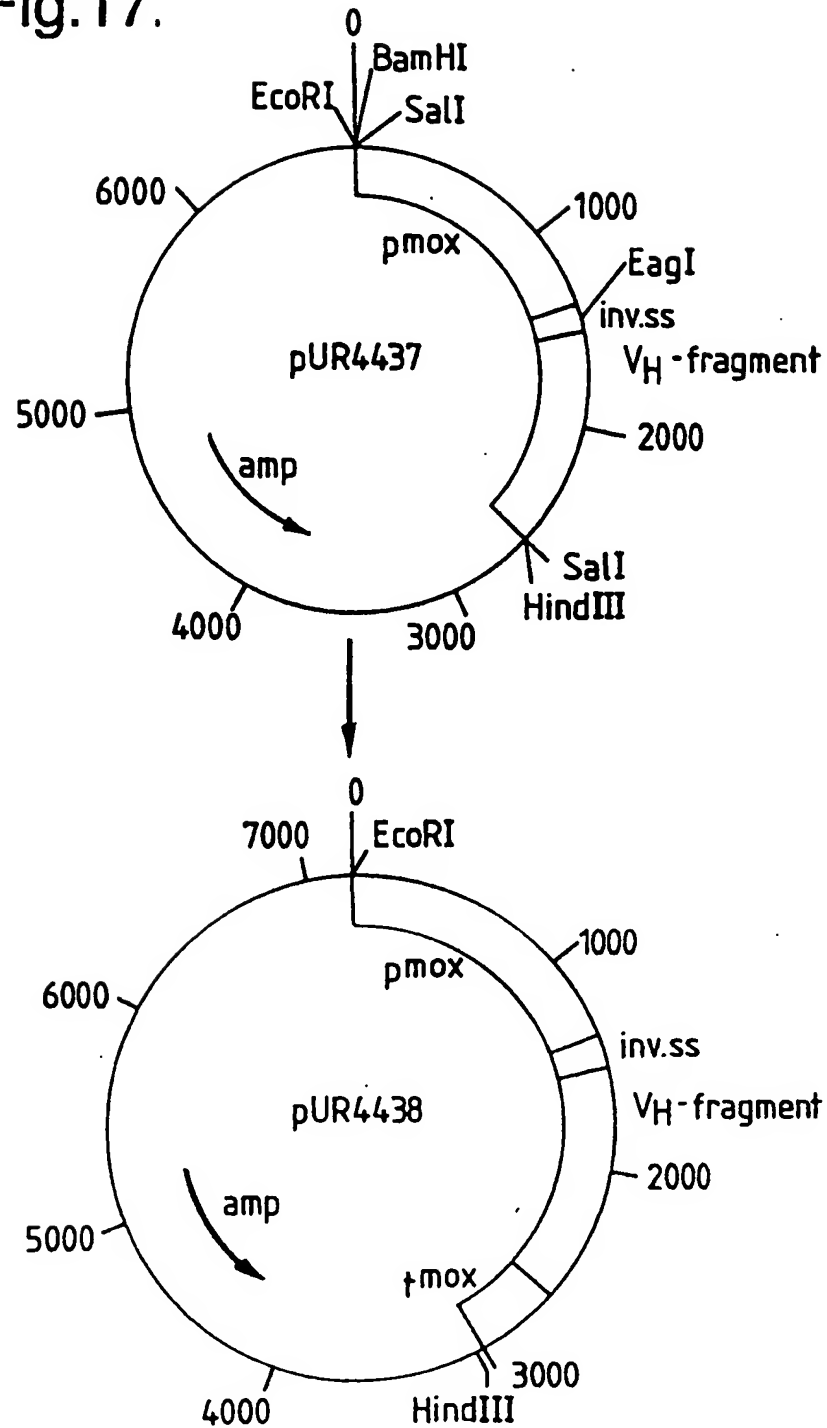 Fig.17.
0
BamHI
EcoRI
SalI
6000
1000
pmox
EagI
inv.ss
pUR4437
VH-fragment
5000
2000
amp
SalI
HindIII
4000
3000
0
7000
EcoRI
1000
pmox
6000
inv.ss
pUR4438
VH-fragment
2000
amp
5000
tmox
3000
4000
HindIII